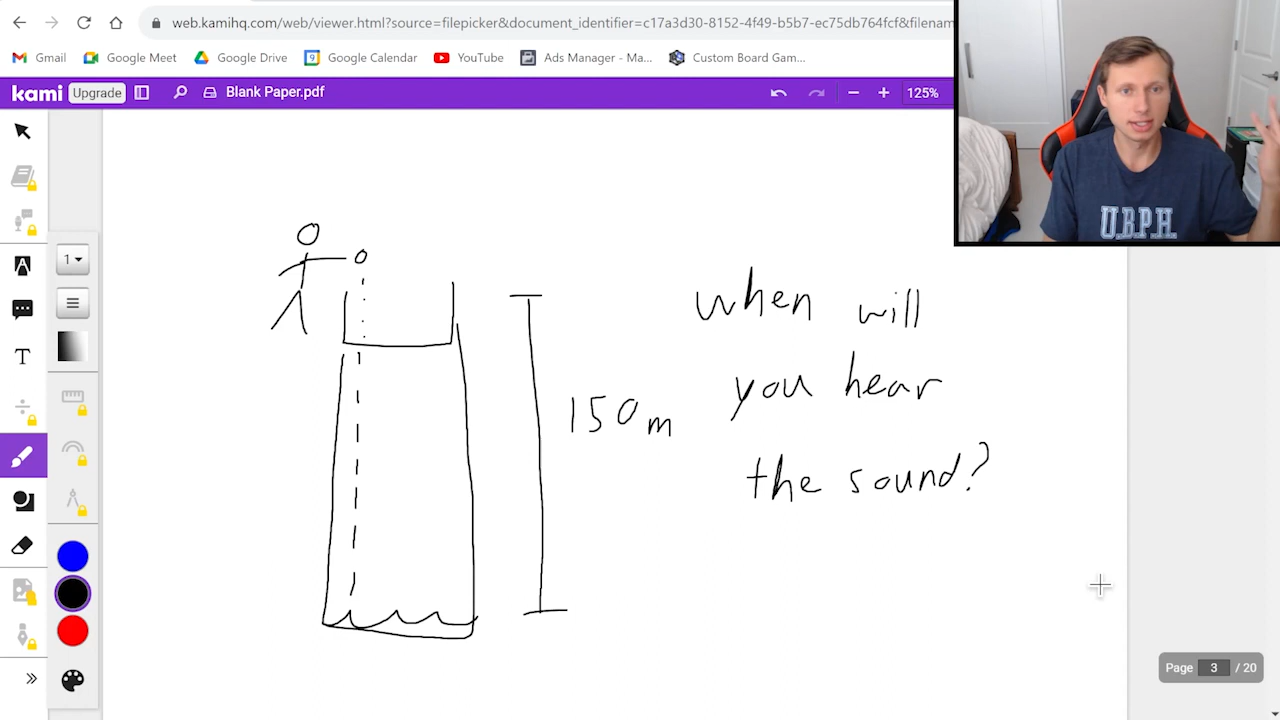 web.kamihq.com/web/viewer.html?source=filepicker&document_identifier=c17a3d30-8152-4f49-b5b7-ec75db764fcf&filenam
Gmail Google Meet Google Drive Google Calendar YouTube Ads Manager - Ma... Custom Board Gam...
kami Upgrade Blank Paper.pdf 125%
U.B.P.H.
1
T
when will
you hear
150m
the sound?
Page 3 / 20